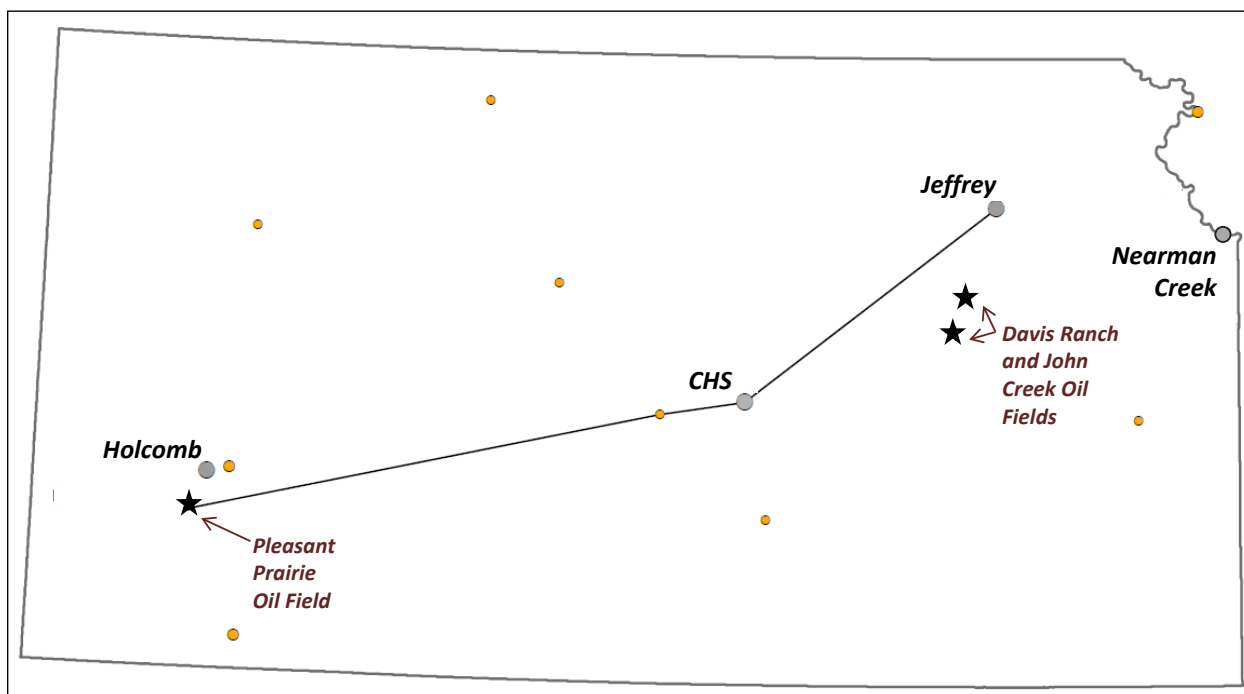 Jeffrey
Nearman
Creek
Davis Ranch
and John
Creek Oil
Fields
CHS
Holcomb
Pleasant
Prairie
Oil Field